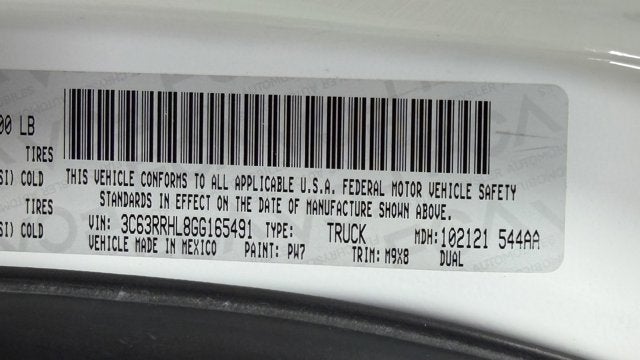 00 LB
TIRES
SI) COLD
TIRES
SI) COLD
THIS VEHICLE CONFORMS TO ALL APPLICABLE U.S.A. FEDERAL MOTOR VEHICLE SAFETY
STANDARDS IN EFFECT ON THE DATE OF MANUFACTURE SHOWN ABOVE.
VIN: 3C63RRHL8GG165491 TYPE: TRUCK MDH: 102121 544AA
VEHICLE MADE IN MEXICO PAINT: PW7 TRIM: M9X8 DUAL